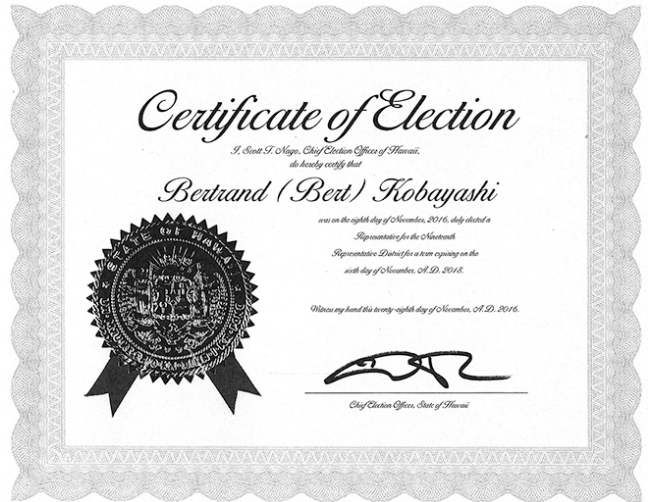 Certificate of Election
I, Scott T. Nago, Chief Election Officer of Hawaii,
do hereby certify that
Bertrand (Bert) Kobayashi
was on the eighth day of November, 2016, duly elected a
Representative for the Nineteenth
Representative District for a term expiring on the
sixth day of November, A.D. 2018.
STATE OF HAWAII
Witness my hand this twenty-eighth day of November, A.D. 2016.
Chief Election Officer, State of Hawaii